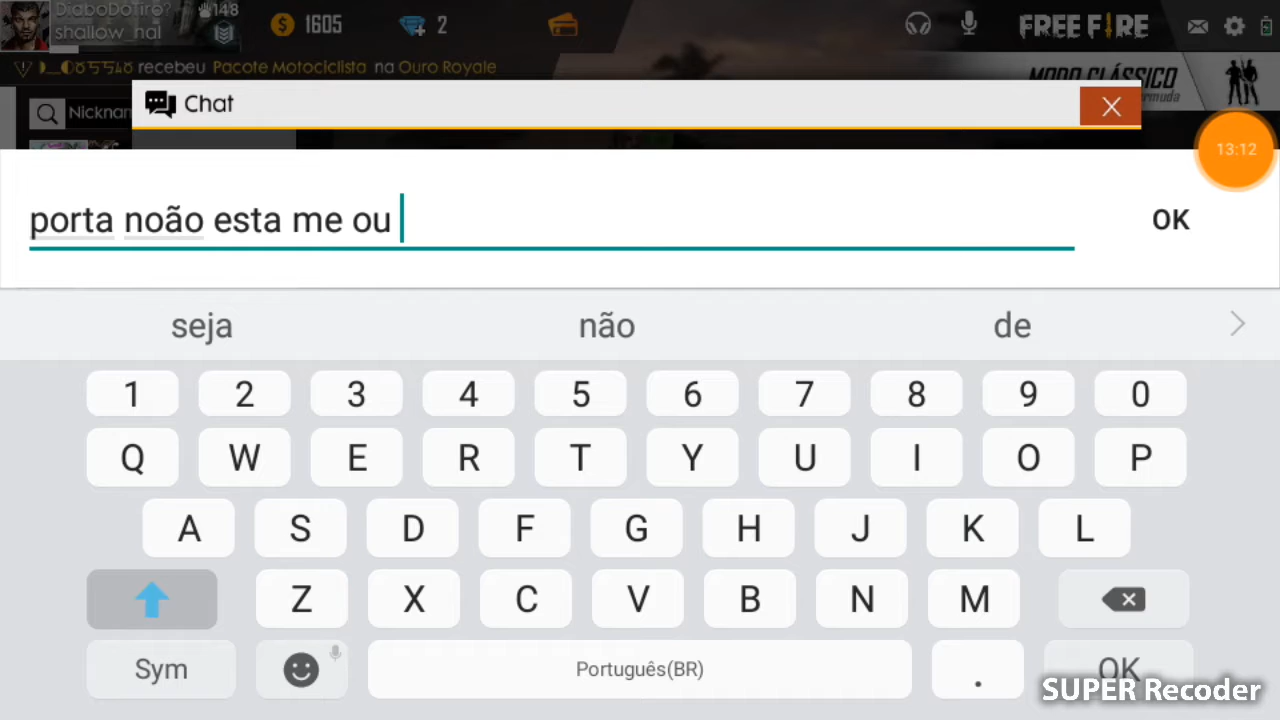 DiaboDoTiro? 148
shallow_nal
1605
2
FREE FIRE
recebeu Pacote Motociclista na Ouro Royale
MODO CLÁSSICO
Nicknam
Chat
13:12
porta noão esta me ou
OK
seja não de
1 2 3 4 5 6 7 8 9 0
Q W E R T Y U I O P
A S D F G H J K L
Z X C V B N M
Sym Português(BR) . OK
SUPER Recoder